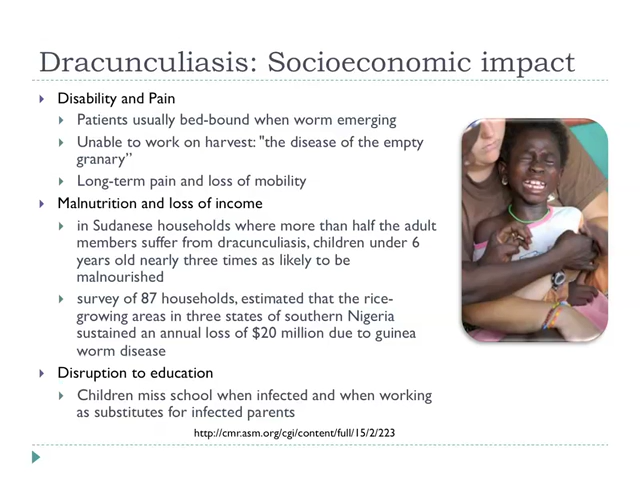 Dracunculiasis: Socioeconomic impact
Disability and Pain
Patients usually bed-bound when worm emerging
Unable to work on harvest: "the disease of the empty
granary”
Long-term pain and loss of mobility
Malnutrition and loss of income
in Sudanese households where more than half the adult
members suffer from dracunculiasis, children under 6
years old nearly three times as likely to be
malnourished
survey of 87 households, estimated that the rice-
growing areas in three states of southern Nigeria
sustained an annual loss of $20 million due to guinea
worm disease
Disruption to education
Children miss school when infected and when working
as substitutes for infected parents
http://cmr.asm.org/cgi/content/full/15/2/223